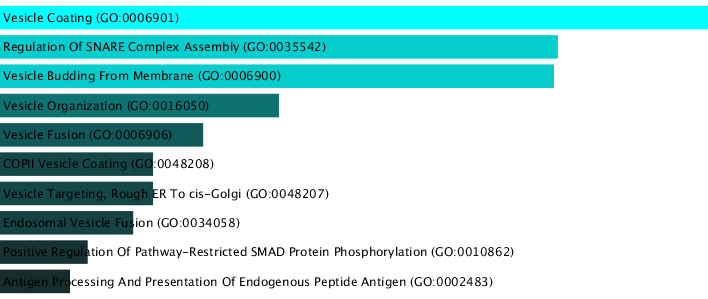 Vesicle Coating (GO:0006901)
Regulation Of SNARE Complex Assembly (GO:0035542)
Vesicle Budding From Membrane (GO:0006900)
Vesicle Organization (GO:0016050)
Vesicle Fusion (GO:0006906)
COPII Vesicle Coating (GO:0048208)
Vesicle Targeting, Rough ER To cis-Golgi (GO:0048207)
Endosomal Vesicle Fusion (GO:0034058)
Positive Regulation Of Pathway-Restricted SMAD Protein Phosphorylation (GO:0010862)
Antigen Processing And Presentation Of Endogenous Peptide Antigen (GO:0002483)